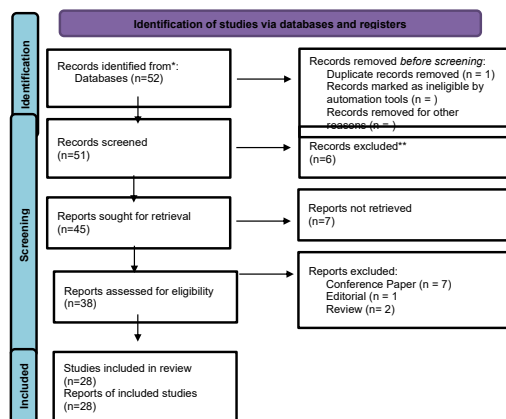 Identification of studies via databases and registers
Identification
Records identified from*:
Databases (n=52)
Records removed before screening:
Duplicate records removed (n = 1)
Records marked as ineligible by
automation tools (n = )
Records removed for other
reasons (n = )
Screening
Records screened
(n=51)
Records excluded**
(n=6)
Reports sought for retrieval
(n=45)
Reports not retrieved
(n=7)
Reports assessed for eligibility
(n=38)
Reports excluded:
Conference Paper (n = 7)
Editorial (n = 1
Review (n = 2)
Included
Studies included in review
(n=28)
Reports of included studies
(n=28)